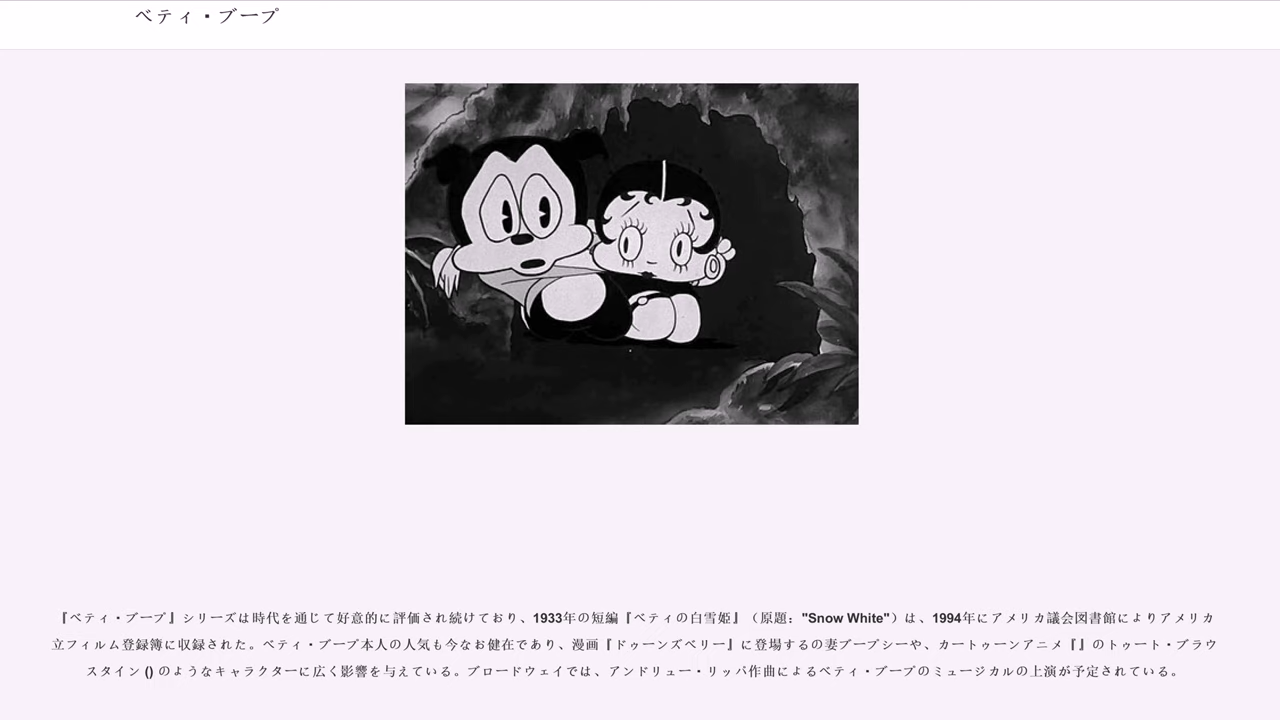 ベティ・ブープ
『ベティ・ブープ』シリーズは時代を通じて好意的に評価され続けており、1933年の短編『ベティの白雪姫』（原題："Snow White"）は、1994年にアメリカ議会図書館によりアメリカ
立フィルム登録簿に収録された。ベティ・ブープ本人の人気も今なお健在であり、漫画『ドゥーンズベリー』に登場するの妻ブープシーや、カートゥーンアニメ『』のトゥート・ブラウ
スタイン () のようなキャラクターに広く影響を与えている。ブロードウェイでは、アンドリュー・リッパ作曲によるベティ・ブープのミュージカルの上演が予定されている。